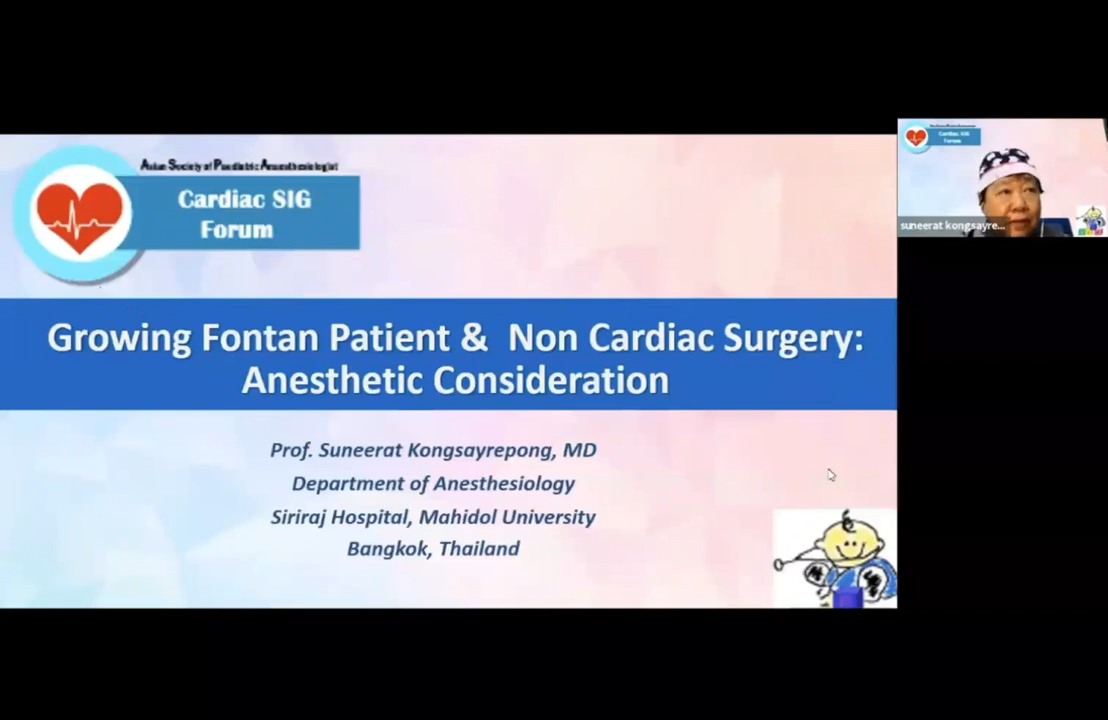 Asian Society of Paediatric Anaesthesiologist
Cardiac SIG
Forum
Growing Fontan Patient & Non Cardiac Surgery:
Anesthetic Consideration
Prof. Suneerat Kongsayrepong, MD
Department of Anesthesiology
Siriraj Hospital, Mahidol University
Bangkok, Thailand
Cardiac SIG
Forum
suneerat kongsayre...